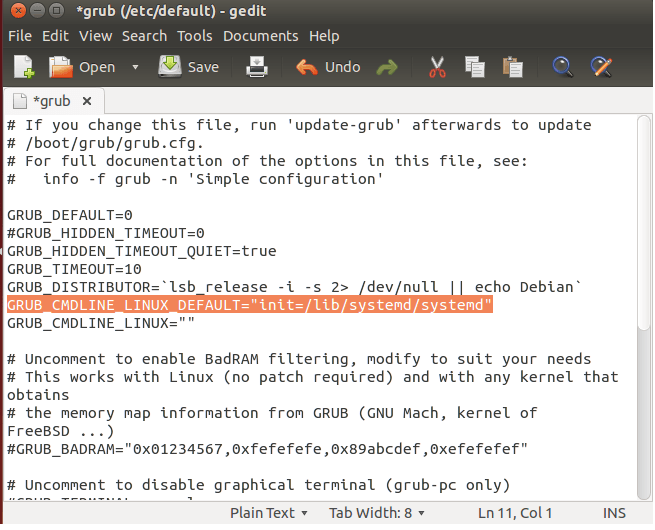 *grub (/etc/default) - gedit
File Edit View Search Tools Documents Help
Open Save Undo
*grub
# If you change this file, run 'update-grub' afterwards to update
# /boot/grub/grub.cfg.
# For full documentation of the options in this file, see:
#   info -f grub -n 'Simple configuration'
GRUB_DEFAULT=0
#GRUB_HIDDEN_TIMEOUT=0
GRUB_HIDDEN_TIMEOUT_QUIET=true
GRUB_TIMEOUT=10
GRUB_DISTRIBUTOR=`lsb_release -i -s 2> /dev/null || echo Debian`
GRUB_CMDLINE_LINUX_DEFAULT="init=/lib/systemd/systemd"
GRUB_CMDLINE_LINUX=""
# Uncomment to enable BadRAM filtering, modify to suit your needs
# This works with Linux (no patch required) and with any kernel that
obtains
# the memory map information from GRUB (GNU Mach, kernel of
FreeBSD ...)
#GRUB_BADRAM="0x01234567,0xfefefefe,0x89abcdef,0xefefefef"
# Uncomment to disable graphical terminal (grub-pc only)
Plain Text Tab Width: 8 Ln 11, Col 1 INS